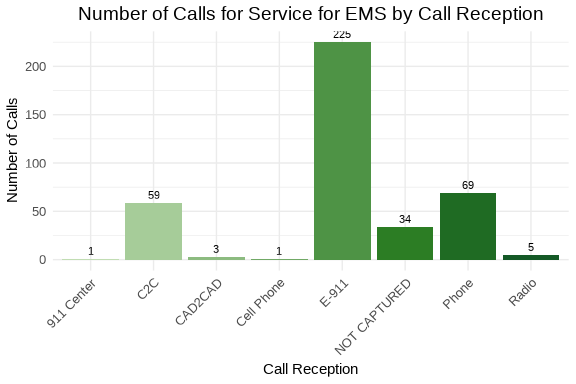 Number of Calls for Service for EMS by Call Reception
Number of Calls
200
150
100
50
0
1
59
3
1
225
34
69
5
911 Center
C2C
CAD2CAD
Cell Phone
E-911
NOT CAPTURED
Phone
Radio
Call Reception